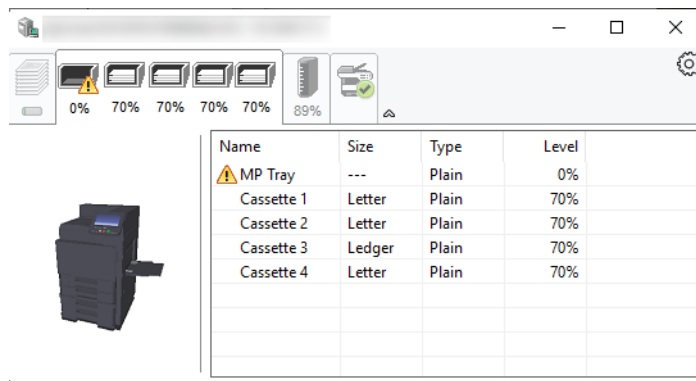 0% 70% 70% 70% 70% 89%
Name Size Type Level
MP Tray --- Plain 0%
Cassette 1 Letter Plain 70%
Cassette 2 Letter Plain 70%
Cassette 3 Ledger Plain 70%
Cassette 4 Letter Plain 70%